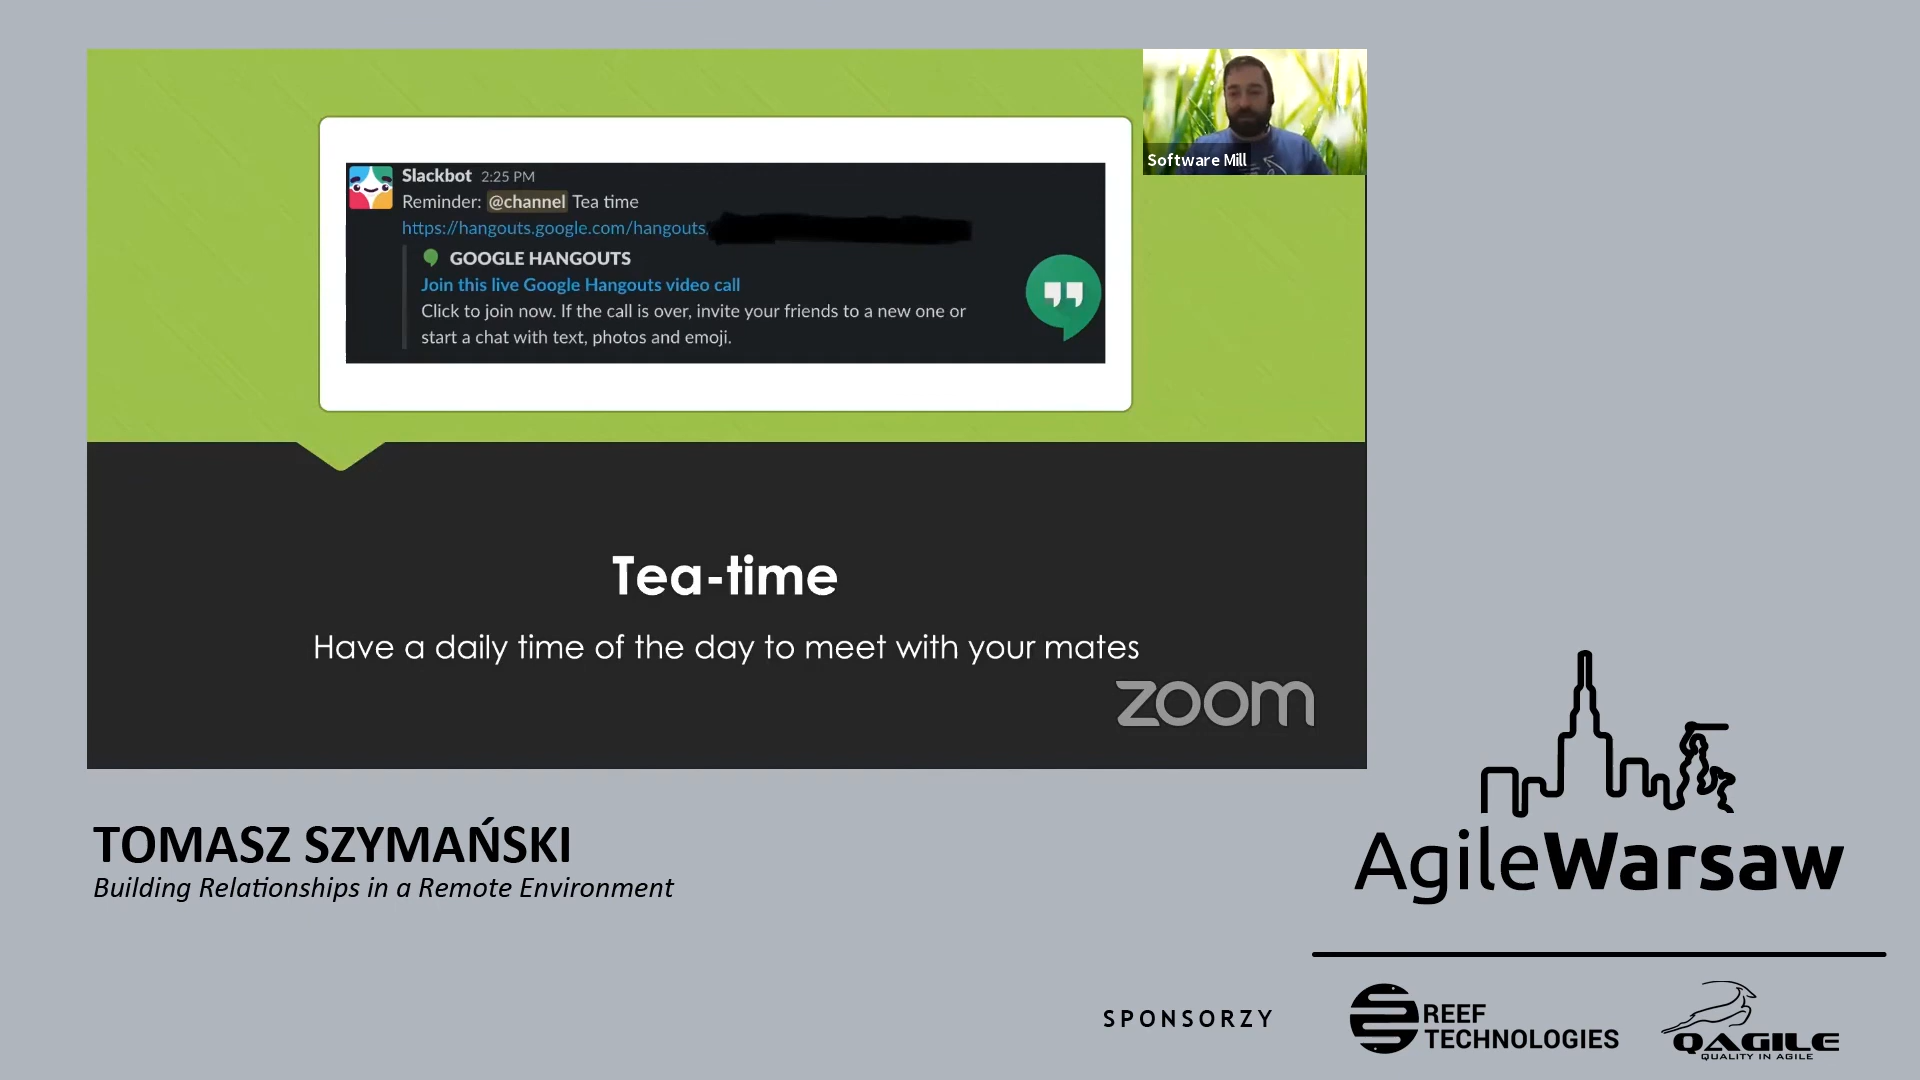 Software Mill
Slackbot 2:25 PM
Reminder: @channel Tea time
https://hangouts.google.com/hangouts/
GOOGLE HANGOUTS
Join this live Google Hangouts video call
Click to join now. If the call is over, invite your friends to a new one or
start a chat with text, photos and emoji.
Tea-time
Have a daily time of the day to meet with your mates
zoom
TOMASZ SZYMAŃSKI
Building Relationships in a Remote Environment
AgileWarsaw
SPONSORZY
REEF
TECHNOLOGIES
QAGILE
QUALITY IN AGILE